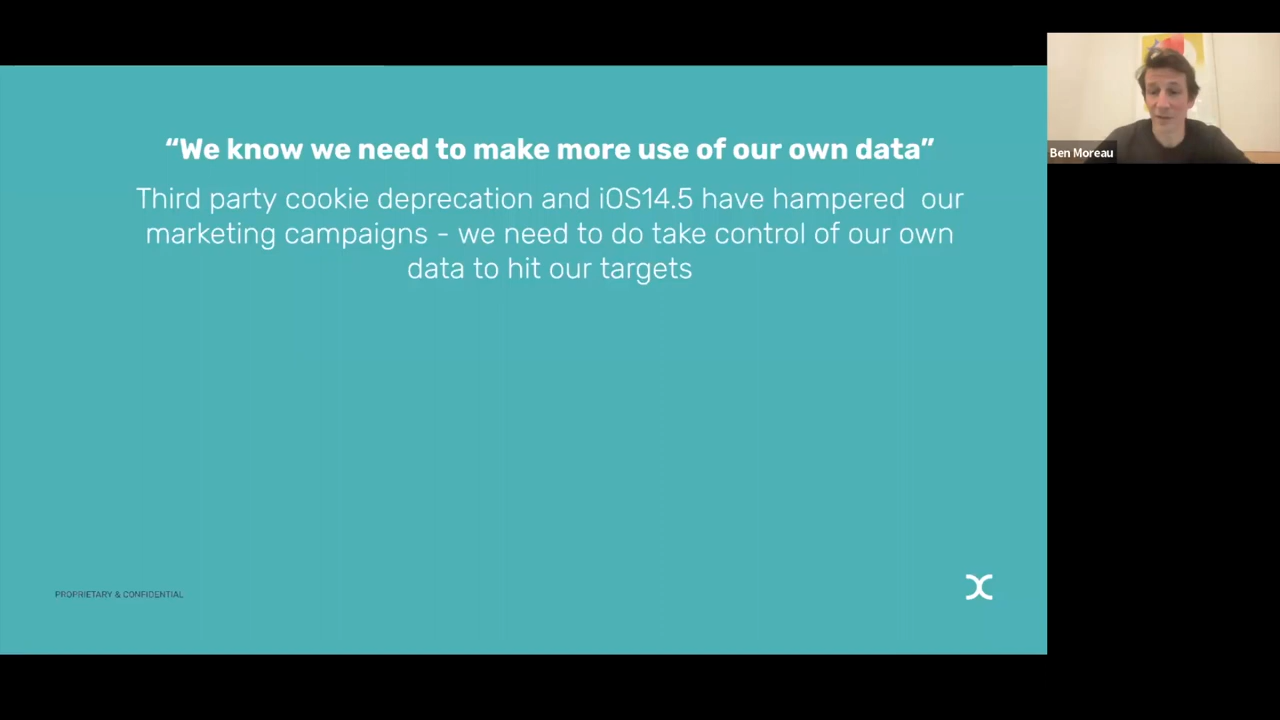 “We know we need to make more use of our own data”
Third party cookie deprecation and iOS14.5 have hampered  our
marketing campaigns - we need to do take control of our own
data to hit our targets
PROPRIETARY & CONFIDENTIAL
Ben Moreau